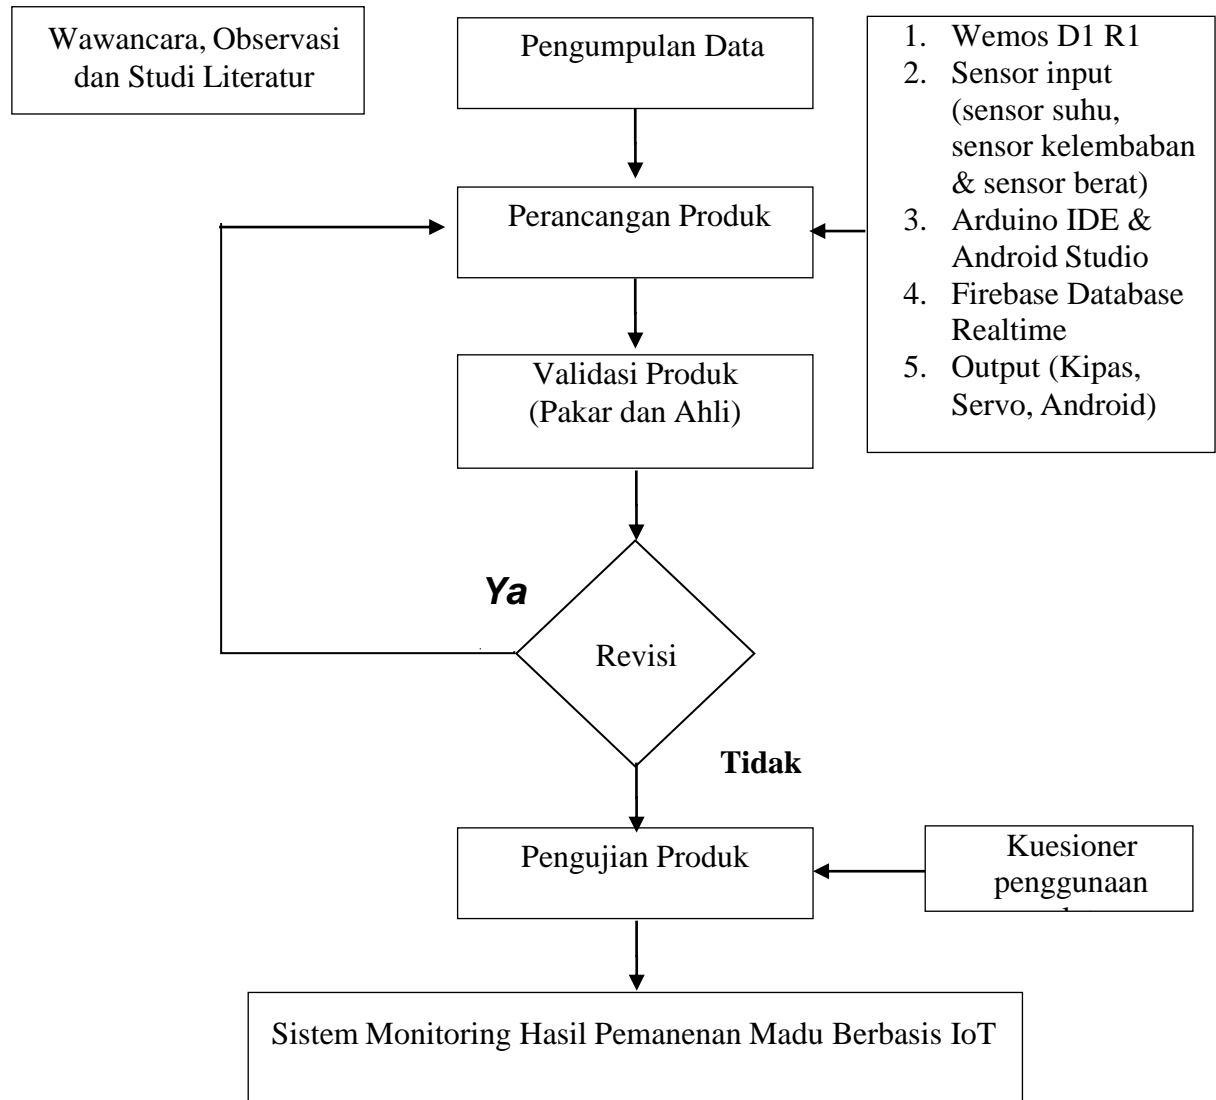 Wawancara, Observasi
dan Studi Literatur
Pengumpulan Data
1. Wemos D1 R1
2. Sensor input
(sensor suhu,
sensor kelembaban
& sensor berat)
3. Arduino IDE &
Android Studio
4. Firebase Database
Realtime
5. Output (Kipas,
Servo, Android)
Perancangan Produk
Validasi Produk
(Pakar dan Ahli)
Ya
Revisi
Tidak
Pengujian Produk
Kuesioner
penggunaan
Sistem Monitoring Hasil Pemanenan Madu Berbasis IoT